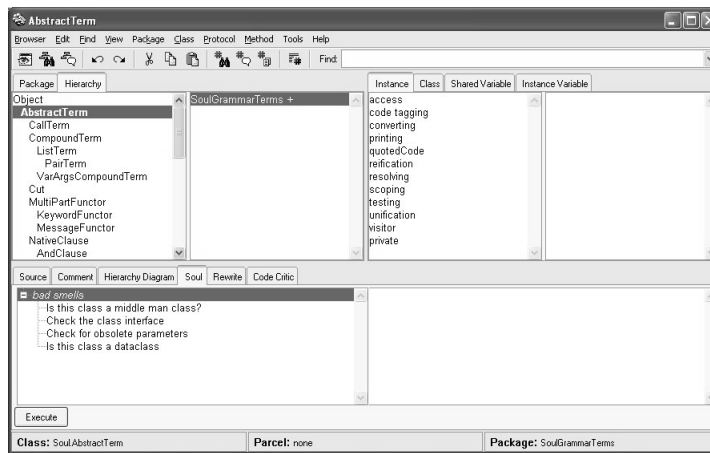 AbstractTerm
Browser Edit Find View Package Class Protocol Method Tools Help
Find:
Package Hierarchy
Instance Class Shared Variable Instance Variable
Object
AbstractTerm
CallTerm
CompoundTerm
ListTerm
PairTerm
VarArgsCompoundTerm
Cut
MultiPartFunctor
KeywordFunctor
MessageFunctor
NativeClause
AndClause
SoulGrammarTerms +
access
code tagging
converting
printing
quotedCode
reification
resolving
scoping
testing
unification
visitor
private
Source Comment Hierarchy Diagram Soul Rewrite Code Critic
bad smells
Is this class a middle man class?
Check the class interface
Check for obsolete parameters
Is this class a dataclass
Execute
Class: Soul.AbstractTerm Parcel: none Package: SoulGrammarTerms